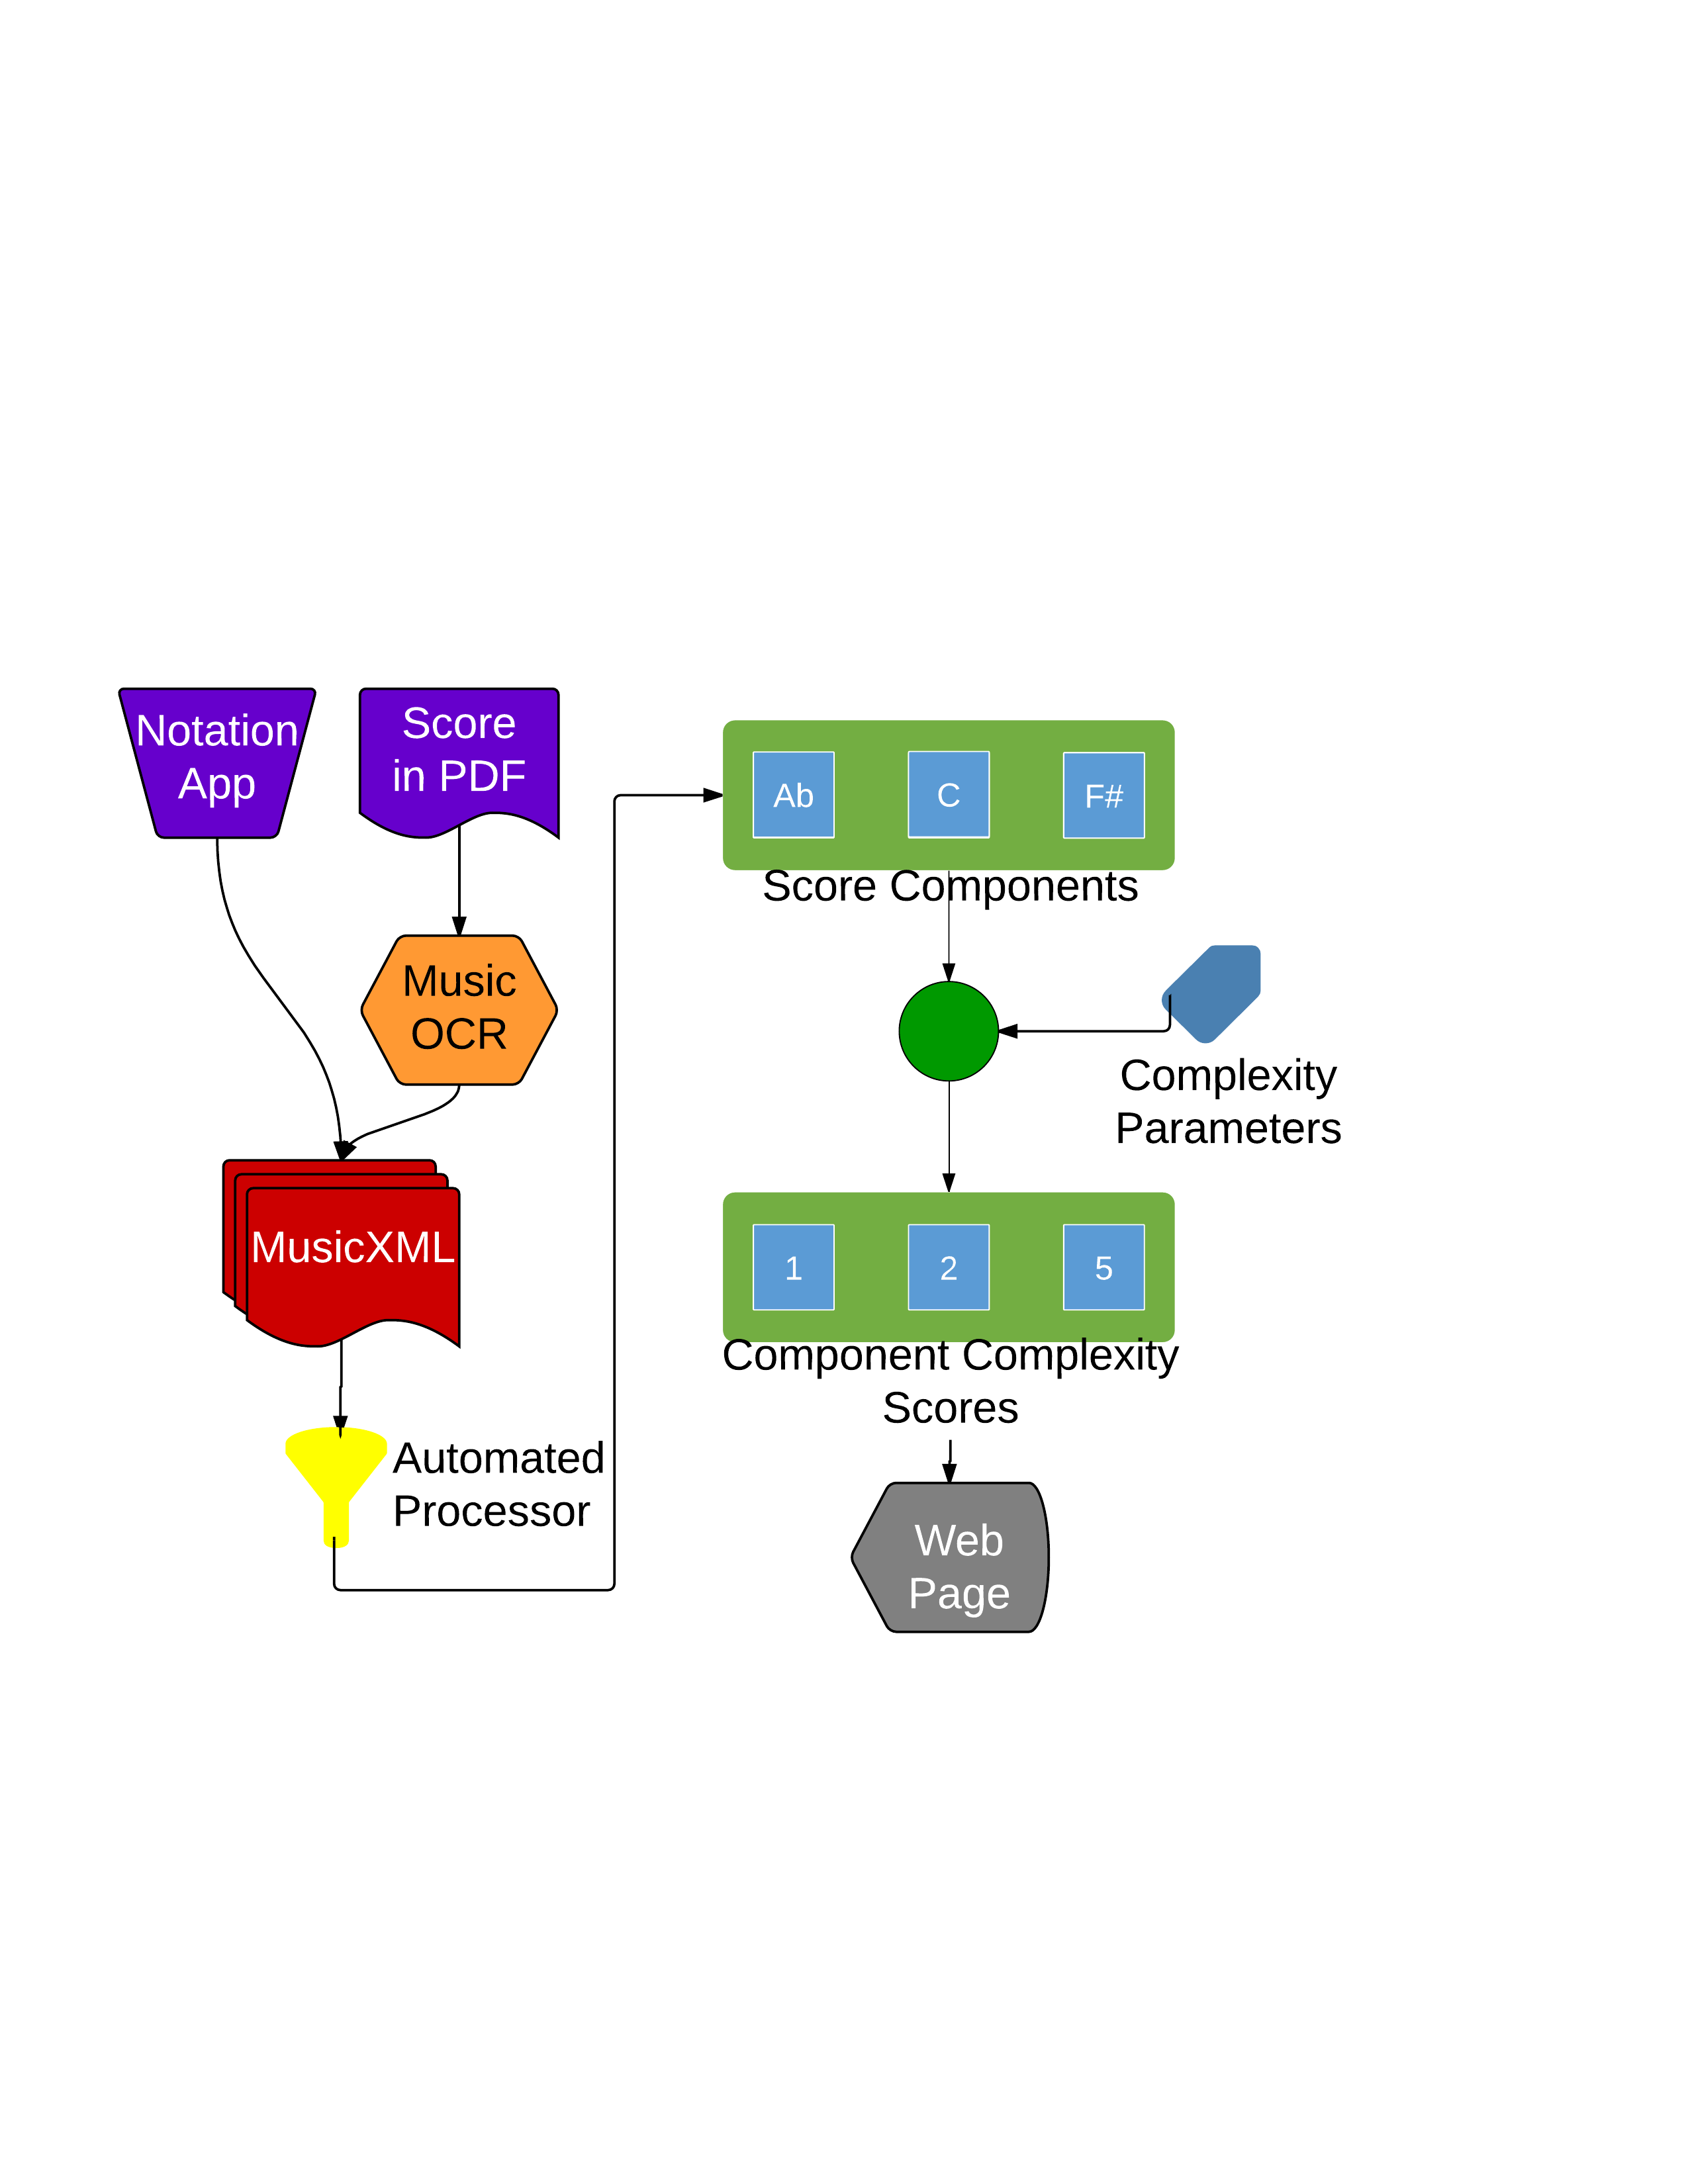 Notation
App
Score
in PDF
Music
OCR
MusicXML
Automated
Processor
Ab
C
F#
Score Components
Complexity
Parameters
1
2
5
Component Complexity
Scores
Web
Page